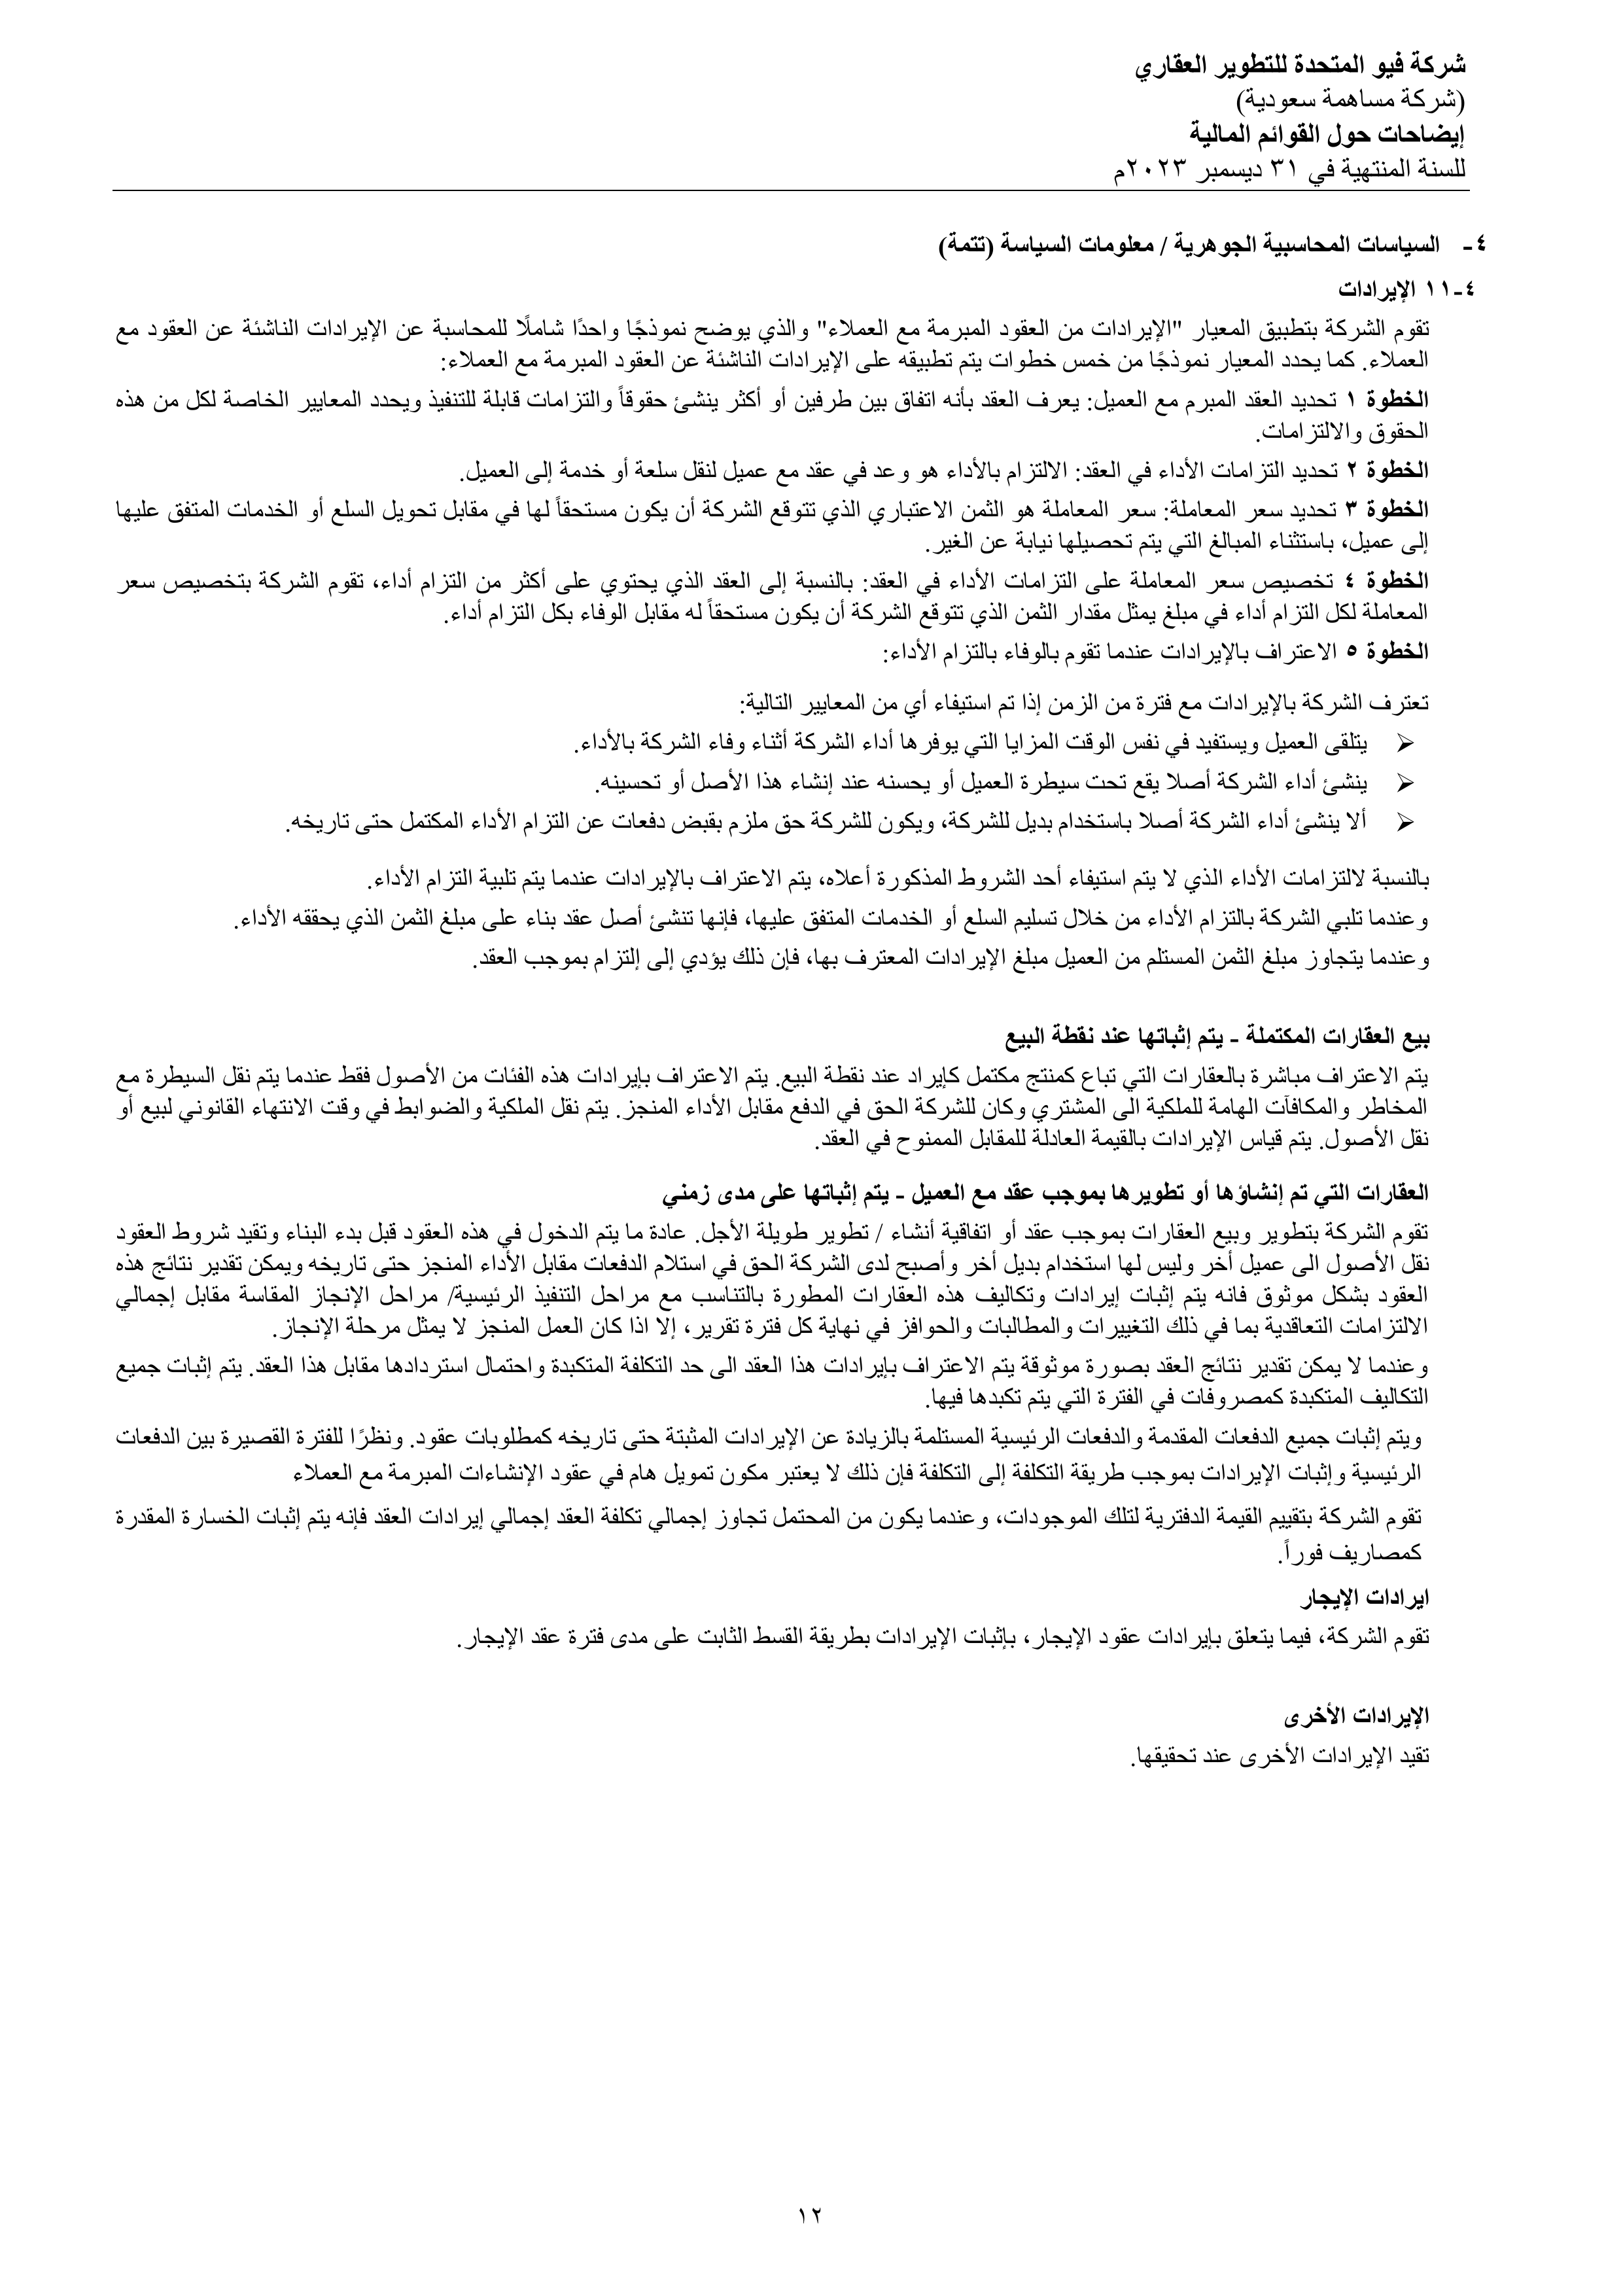 شركة فيو المتحدة للتطوير العقاري
(شركة مساهمة سعودية)
إيضاحات حول القوائم المالية
للسنة المنتهية في ٣١ ديسمبر ٢٠٢٣م
٤- السياسات المحاسبية الجوهرية / معلومات السياسة (تتمة)
٤-١١ الإيرادات
تقوم الشركة بتطبيق المعيار "الإيرادات من العقود المبرمة مع العملاء" والذي يوضح نموذجًا واحدًا شاملًا للمحاسبة عن الإيرادات الناشئة عن العقود مع
العملاء. كما يحدد المعيار نموذجًا من خمس خطوات يتم تطبيقه على الإيرادات الناشئة عن العقود المبرمة مع العملاء:
الخطوة ١ تحديد العقد المبرم مع العميل: يعرف العقد بأنه اتفاق بين طرفين أو أكثر ينشئ حقوقاً والتزامات قابلة للتنفيذ ويحدد المعايير الخاصة لكل من هذه
الحقوق والالتزامات.
الخطوة ٢ تحديد التزامات الأداء في العقد: الالتزام بالأداء هو وعد في عقد مع عميل لنقل سلعة أو خدمة إلى العميل.
الخطوة ٣ تحديد سعر المعاملة: سعر المعاملة هو الثمن الاعتباري الذي تتوقع الشركة أن يكون مستحقاً لها في مقابل تحويل السلع أو الخدمات المتفق عليها
إلى عميل، باستثناء المبالغ التي يتم تحصيلها نيابة عن الغير.
الخطوة ٤ تخصيص سعر المعاملة على التزامات الأداء في العقد: بالنسبة إلى العقد الذي يحتوي على أكثر من التزام أداء، تقوم الشركة بتخصيص سعر
المعاملة لكل التزام أداء في مبلغ يمثل مقدار الثمن الذي تتوقع الشركة أن يكون مستحقاً له مقابل الوفاء بكل التزام أداء.
الخطوة ٥ الاعتراف بالإيرادات عندما تقوم بالوفاء بالتزام الأداء:
تعترف الشركة بالإيرادات مع فترة من الزمن إذا تم استيفاء أي من المعايير التالية:
➢ يتلقى العميل ويستفيد في نفس الوقت المزايا التي يوفرها أداء الشركة أثناء وفاء الشركة بالأداء.
➢ ينشئ أداء الشركة أصلا يقع تحت سيطرة العميل أو يحسنه عند إنشاء هذا الأصل أو تحسينه.
➢ ألا ينشئ أداء الشركة أصلا باستخدام بديل للشركة، ويكون للشركة حق ملزم بقبض دفعات عن التزام الأداء المكتمل حتى تاريخه.
بالنسبة لالتزامات الأداء الذي لا يتم استيفاء أحد الشروط المذكورة أعلاه، يتم الاعتراف بالإيرادات عندما يتم تلبية التزام الأداء.
وعندما تلبي الشركة بالتزام الأداء من خلال تسليم السلع أو الخدمات المتفق عليها، فإنها تنشئ أصل عقد بناء على مبلغ الثمن الذي يحققه الأداء.
وعندما يتجاوز مبلغ الثمن المستلم من العميل مبلغ الإيرادات المعترف بها، فإن ذلك يؤدي إلى إلتزام بموجب العقد.
بيع العقارات المكتملة - يتم إثباتها عند نقطة البيع
يتم الاعتراف مباشرة بالعقارات التي تباع كمنتج مكتمل كإيراد عند نقطة البيع. يتم الاعتراف بإيرادات هذه الفئات من الأصول فقط عندما يتم نقل السيطرة مع
المخاطر والمكافآت الهامة للملكية الى المشتري وكان للشركة الحق في الدفع مقابل الأداء المنجز. يتم نقل الملكية والضوابط في وقت الانتهاء القانوني لبيع أو
نقل الأصول. يتم قياس الإيرادات بالقيمة العادلة للمقابل الممنوح في العقد.
العقارات التي تم إنشاؤها أو تطويرها بموجب عقد مع العميل - يتم إثباتها على مدى زمني
تقوم الشركة بتطوير وبيع العقارات بموجب عقد أو اتفاقية أنشاء / تطوير طويلة الأجل. عادة ما يتم الدخول في هذه العقود قبل بدء البناء وتقيد شروط العقود
نقل الأصول الى عميل أخر وليس لها استخدام بديل أخر وأصبح لدى الشركة الحق في استلام الدفعات مقابل الأداء المنجز حتى تاريخه ويمكن تقدير نتائج هذه
العقود بشكل موثوق فانه يتم إثبات إيرادات وتكاليف هذه العقارات المطورة بالتناسب مع مراحل التنفيذ الرئيسية/ مراحل الإنجاز المقاسة مقابل إجمالي
الالتزامات التعاقدية بما في ذلك التغييرات والمطالبات والحوافز في نهاية كل فترة تقرير، إلا اذا كان العمل المنجز لا يمثل مرحلة الإنجاز.
وعندما لا يمكن تقدير نتائج العقد بصورة موثوقة يتم الاعتراف بإيرادات هذا العقد الى حد التكلفة المتكبدة واحتمال استردادها مقابل هذا العقد. يتم إثبات جميع
التكاليف المتكبدة كمصروفات في الفترة التي يتم تكبدها فيها.
ويتم إثبات جميع الدفعات المقدمة والدفعات الرئيسية المستلمة بالزيادة عن الإيرادات المثبتة حتى تاريخه كمطلوبات عقود. ونظرًا للفترة القصيرة بين الدفعات
الرئيسية وإثبات الإيرادات بموجب طريقة التكلفة إلى التكلفة فإن ذلك لا يعتبر مكون تمويل هام في عقود الإنشاءات المبرمة مع العملاء
تقوم الشركة بتقييم القيمة الدفترية لتلك الموجودات، وعندما يكون من المحتمل تجاوز إجمالي تكلفة العقد إجمالي إيرادات العقد فإنه يتم إثبات الخسارة المقدرة
كمصاريف فوراً.
ايرادات الإيجار
تقوم الشركة، فيما يتعلق بإيرادات عقود الإيجار، بإثبات الإيرادات بطريقة القسط الثابت على مدى فترة عقد الإيجار.
الإيرادات الأخرى
تقيد الإيرادات الأخرى عند تحقيقها.
١٢